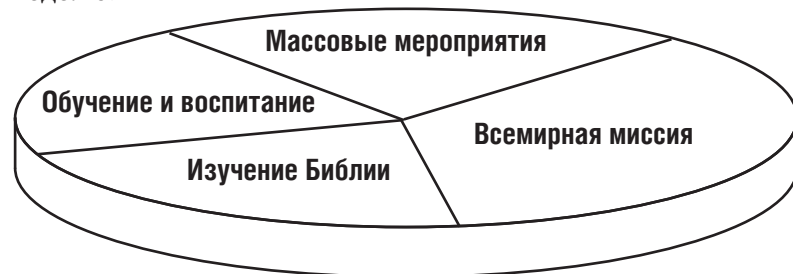 Массовые мероприятия
Обучение и воспитание
Всемирная миссия
Изучение Библии